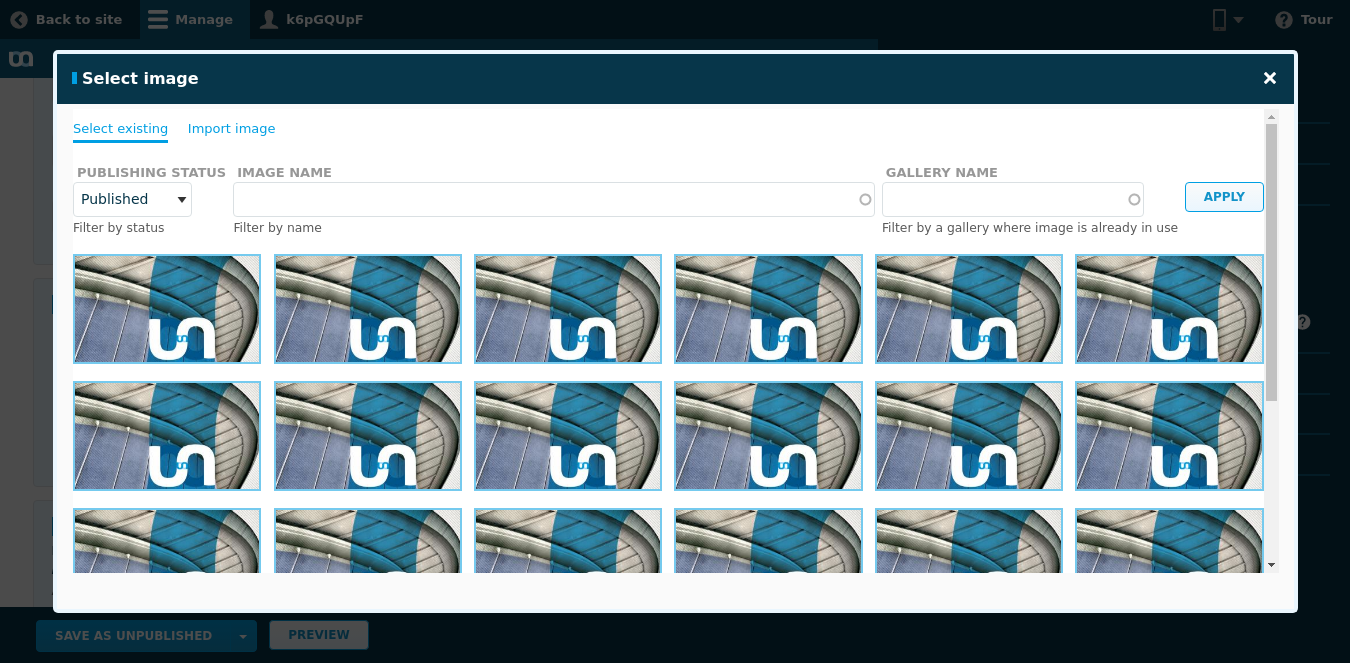 Back to site
Manage
k6pGQUpF
Tour
Select image
Select existing
Import image
PUBLISHING STATUS
IMAGE NAME
GALLERY NAME
Published
APPLY
Filter by status
Filter by name
Filter by a gallery where image is already in use
SAVE AS UNPUBLISHED
PREVIEW